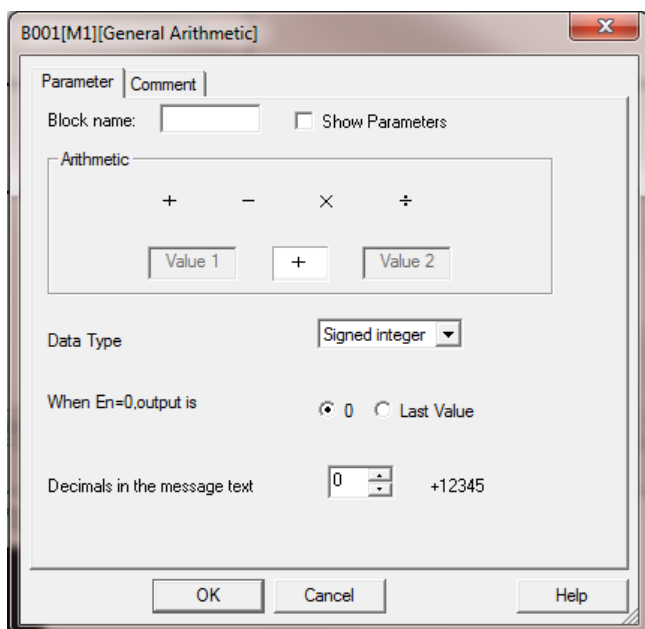 B001[M1][General Arithmetic]
Parameter Comment
Block name: Show Parameters
Arithmetic
+ − × ÷
Value 1 + Value 2
Data Type Signed integer
When En=0,output is 0 Last Value
Decimals in the message text 0 +12345
OK Cancel Help